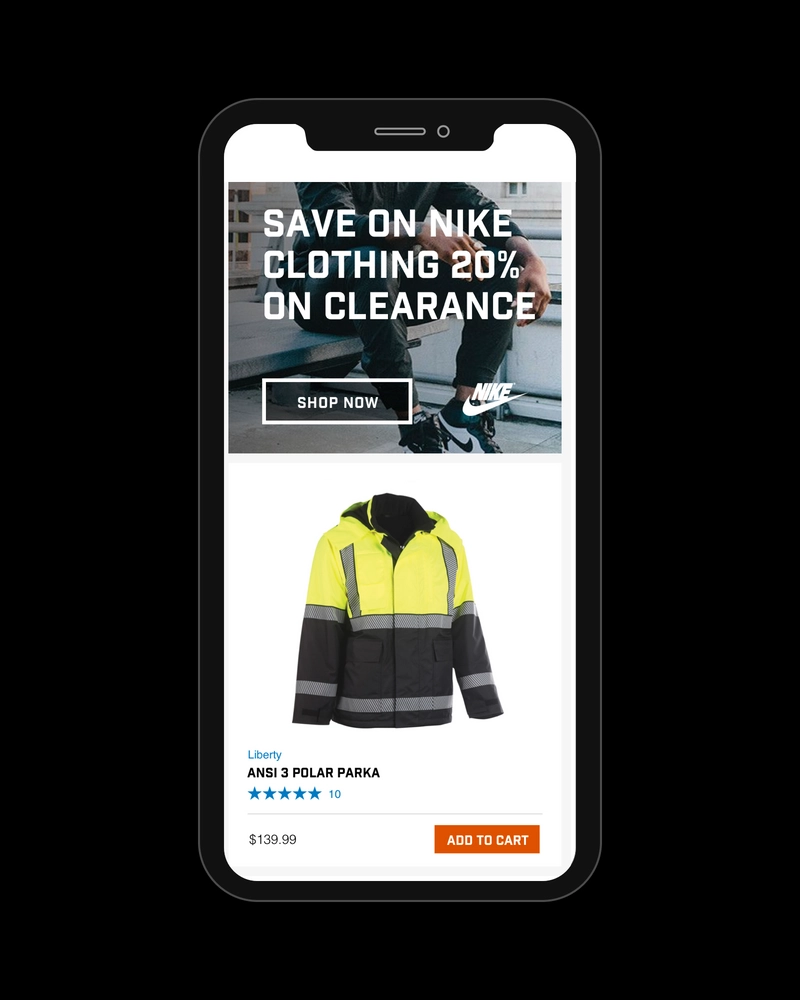 SAVE ON NIKE
CLOTHING 20%
ON CLEARANCE
SHOP NOW
NIKE
Liberty
ANSI 3 POLAR PARKA
10
$139.99
ADD TO CART